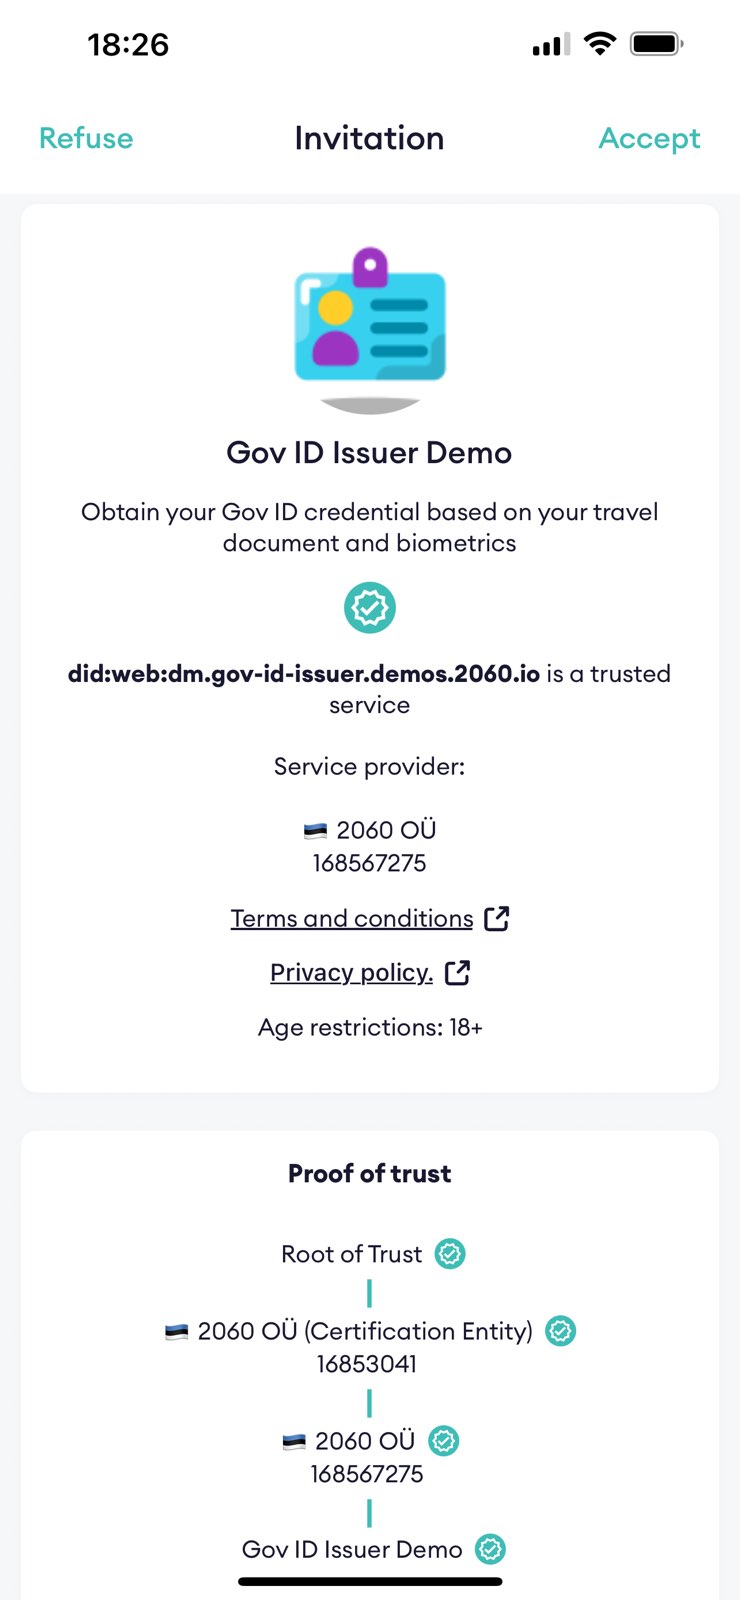 18:26
Refuse
Invitation
Accept
Gov ID Issuer Demo
Obtain your Gov ID credential based on your travel
document and biometrics
did:web:dm.gov-id-issuer.demos.2060.io is a trusted
service
Service provider:
🇪🇪 2060 OÜ
168567275
Terms and conditions
Privacy policy.
Age restrictions: 18+
Proof of trust
Root of Trust
🇪🇪 2060 OÜ (Certification Entity)
16853041
🇪🇪 2060 OÜ
168567275
Gov ID Issuer Demo